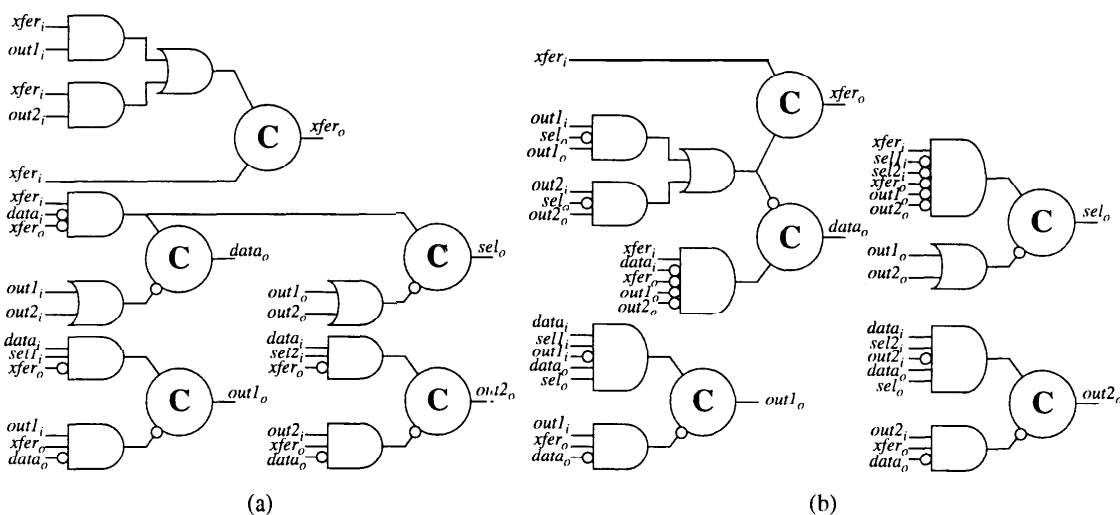 xfer_i
out1_i
xfer_i
out2_i
C
xfer_o
xfer_i
xfer_i
data_i
xfer_o
C
data_o
out1_i
out2_i
C
sel_o
out1_o
out2_o
data_i
sel1_i
xfer_o
C
out1_o
out1_i
xfer_o
data_o
data_i
sel2_i
xfer_o
C
out2_o
out2_i
xfer_o
data_o
(a)
xfer_i
C
xfer_o
out1_i
sel_o
out1_o
out2_i
sel_o
out2_o
C
data_o
xfer_i
data_i
xfer_o
out1_o
out2_o
xfer_i
sel1_i
sel2_i
xfer_o
out1_o
out2_o
C
sel_o
out1_o
out2_o
data_i
sel1_i
out1_i
data_o
sel_o
C
out1_o
out1_i
xfer_o
data_o
data_i
sel2_i
out2_i
data_o
sel_o
C
out2_o
out2_i
xfer_o
data_o
(b)